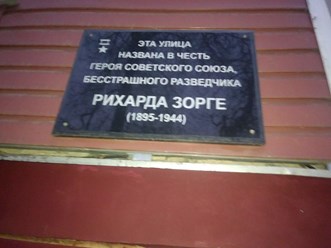 ЭТА УЛИЦА
НАЗВАНА В ЧЕСТЬ
ГЕРОЯ СОВЕТСКОГО СОЮЗА,
БЕССТРАШНОГО РАЗВЕДЧИКА
РИХАРДА ЗОРГЕ
(1895-1944)